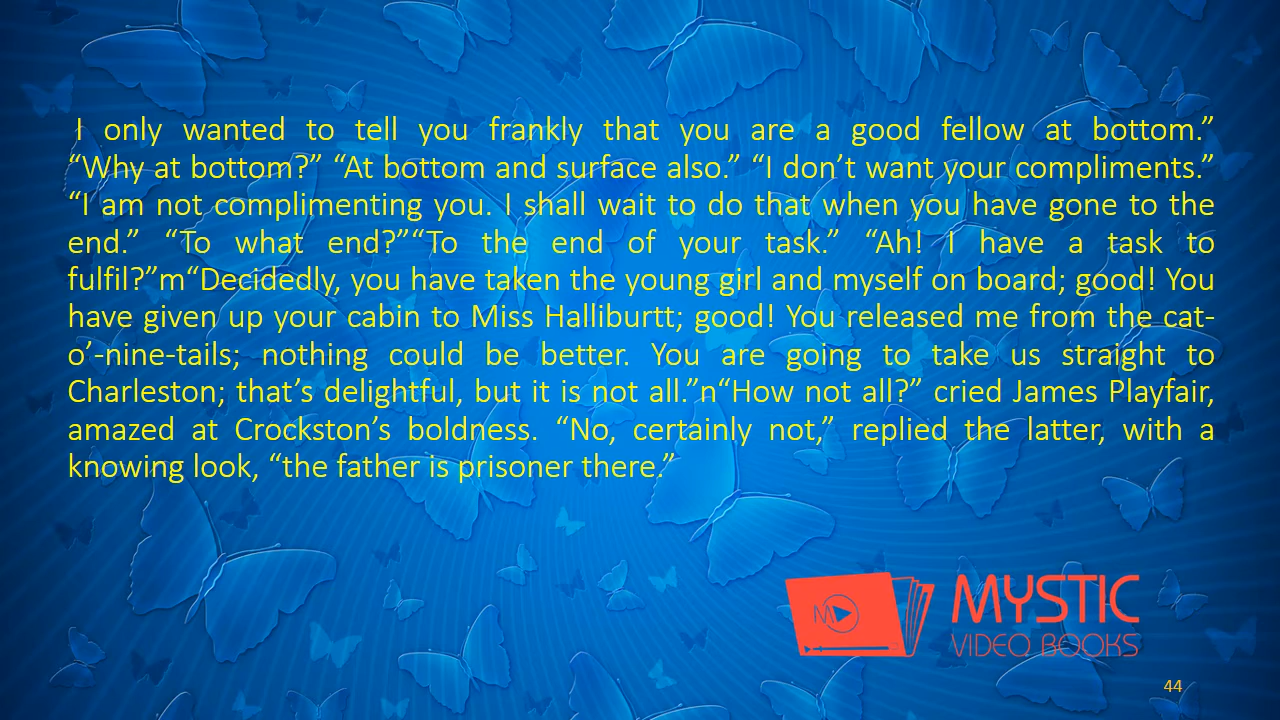 I only wanted to tell you frankly that you are a good fellow at bottom.”
“Why at bottom?” “At bottom and surface also.” “I don’t want your compliments.”
“I am not complimenting you. I shall wait to do that when you have gone to the
end.” “To what end?”“To the end of your task.” “Ah! I have a task to
fulfil?”m“Decidedly, you have taken the young girl and myself on board; good! You
have given up your cabin to Miss Halliburtt; good! You released me from the cat-
o’-nine-tails; nothing could be better. You are going to take us straight to
Charleston; that’s delightful, but it is not all.”n“How not all?” cried James Playfair,
amazed at Crockston’s boldness. “No, certainly not,” replied the latter, with a
knowing look, “the father is prisoner there.”
M
MYSTIC
VIDEO BOOKS
44